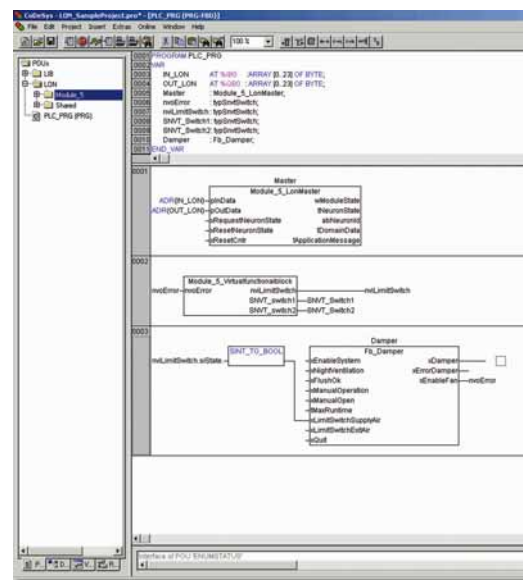 CoDeSys - LON_SampleProject.pro* - [PLC_PRG (PRG-FBD)]
File Edit Project Insert Extras Online Window Help
100 %
POUs
LIB
LON
Module_5
Shared
PLC_PRG (PRG)
0001 PROGRAM PLC_PRG
0002 VAR
0003 IN_LON AT %IB0 :ARRAY [0..23] OF BYTE;
0004 OUT_LON AT %QB0 :ARRAY [0..23] OF BYTE;
0005 Master : Module_5_LonMaster;
0006 nvoError : typSnvtSwitch;
0007 nviLimitSwitch : typSnvtSwitch;
0008 SNVT_Switch1: typSnvtSwitch;
0009 SNVT_Switch2: typSnvtSwitch;
0010 Damper : Fb_Damper;
0011 END_VAR
0001
Master
Module_5_LonMaster
ADR(IN_LON) pInData wModuleState
ADR(OUT_LON) pOutData tNeuronState
xRequestNeuronState abNeuronId
xResetNeuronState tDomainData
xResetCntr tApplicationMessage
0002
Module_5_Virtualfunctionalblock
nvoError nvoError nviLimitSwitch nviLimitSwitch
SNVT_switch1 SNVT_Switch1
SNVT_switch2 SNVT_Switch2
0003
Damper
SINT_TO_BOOL Fb_Damper
nviLimitSwitch.siState xEnableSystem xDamper
xNightVentilation xErrorDamper
xFlushOk xEnableFan nvoError
xManualOperation
xManualOpen
tMaxRuntime
xLimitSwitchSupplyAir
xLimitSwitchExtAir
xQuit
Interface of POU 'ENUMSTATUS'
P... D... V... R...